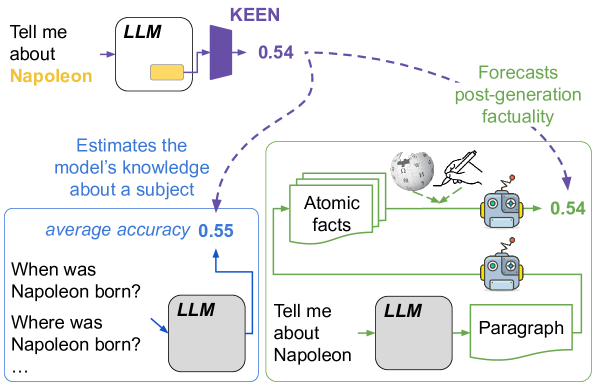 KEEN
Tell me
about
Napoleon
LLM
0.54
Forecasts
post-generation
factuality
Estimates the
model's knowledge
about a subject
average accuracy 0.55
When was
Napoleon born?
Where was
Napoleon born?
...
LLM
Atomic
facts
0.54
Tell me
about
Napoleon
LLM
Paragraph